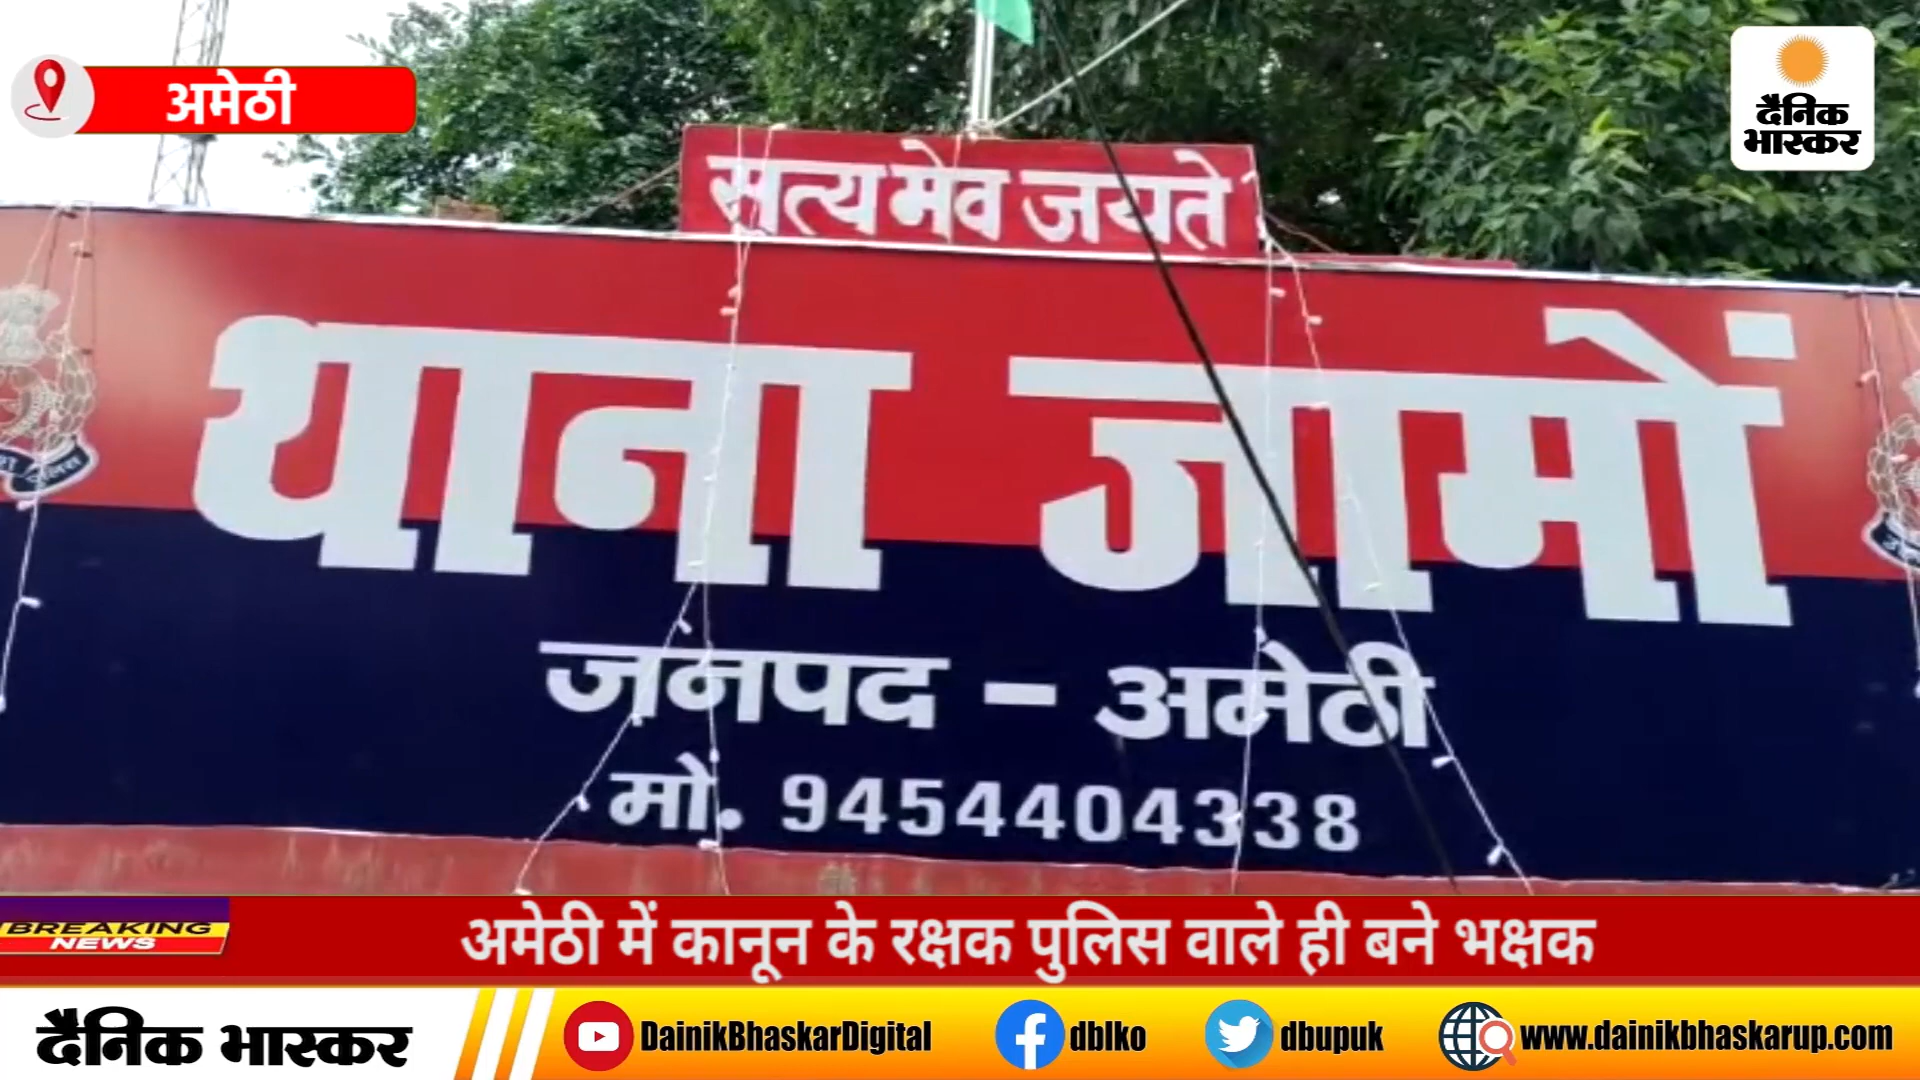 अमेठी
दैनिक
भास्कर
सत्यमेव जयते
थाना जामों
जनपद - अमेठी
मो. 9454404338
BREAKING
NEWS
अमेठी में कानून के रक्षक पुलिस वाले ही बने भक्षक
दैनिक भास्कर
DainikBhaskarDigital
dblko
dbupuk
www.dainikbhaskarup.com